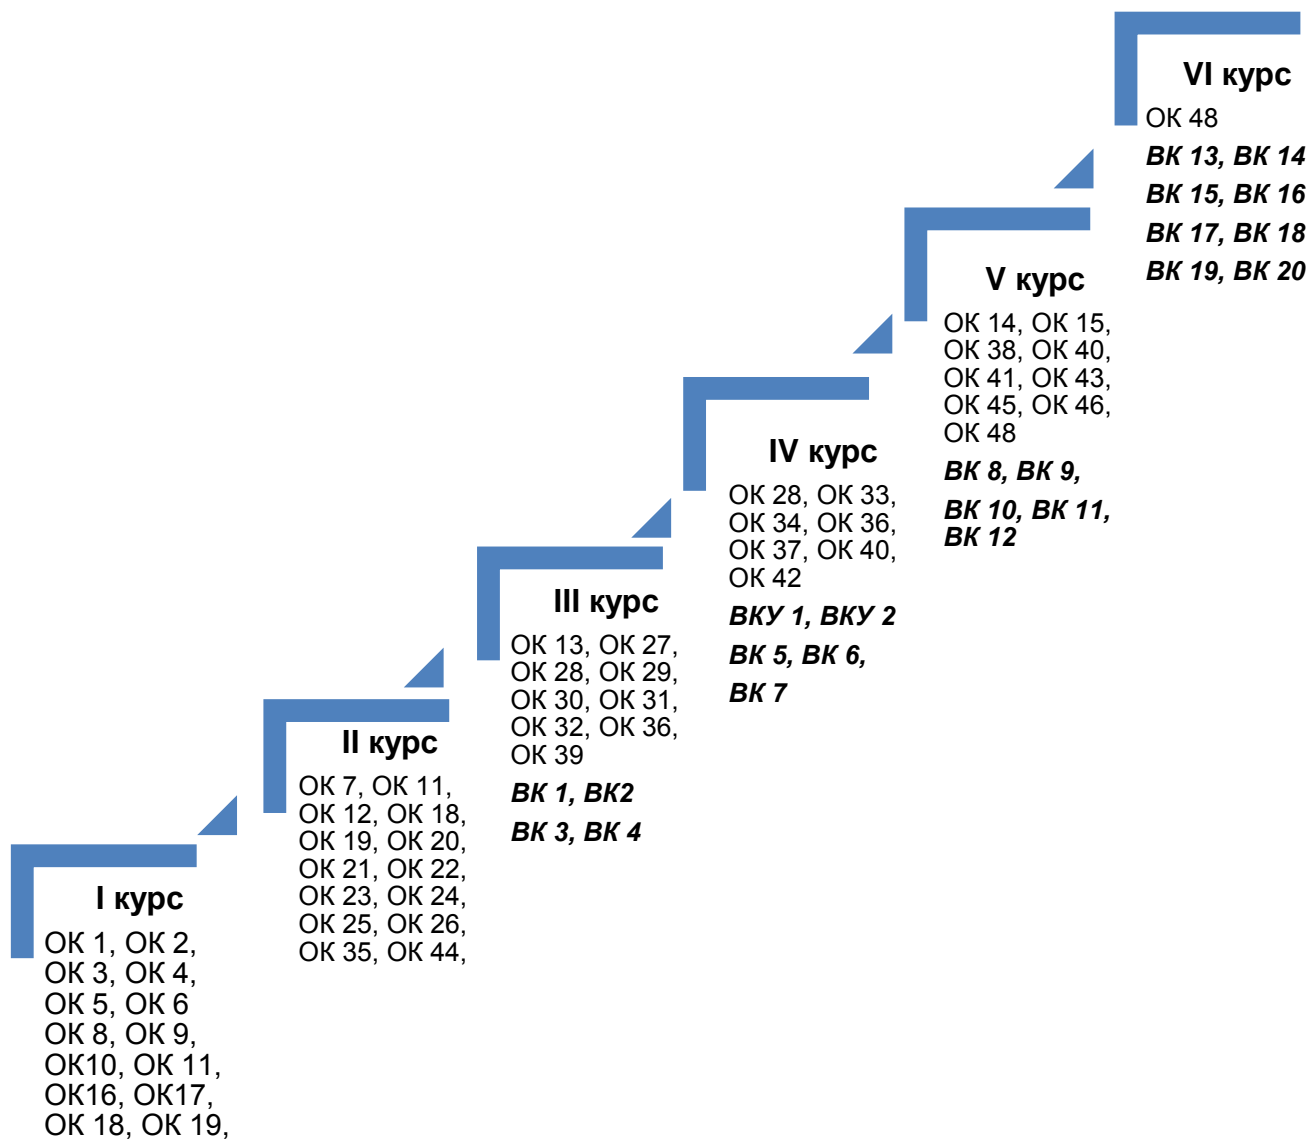 VI курс
ОК 48
ВК 13, ВК 14
ВК 15, ВК 16
ВК 17, ВК 18
ВК 19, ВК 20
V курс
ОК 14, ОК 15,
ОК 38, ОК 40,
ОК 41, ОК 43,
ОК 45, ОК 46,
ОК 48
ВК 8, ВК 9,
ВК 10, ВК 11,
ВК 12
IV курс
ОК 28, ОК 33,
ОК 34, ОК 36,
ОК 37, ОК 40,
ОК 42
ВКУ 1, ВКУ 2
ВК 5, ВК 6,
ВК 7
III курс
ОК 13, ОК 27,
ОК 28, ОК 29,
ОК 30, ОК 31,
ОК 32, ОК 36,
ОК 39
ВК 1, ВК2
ВК 3, ВК 4
II курс
ОК 7, ОК 11,
ОК 12, ОК 18,
ОК 19, ОК 20,
ОК 21, ОК 22,
ОК 23, ОК 24,
ОК 25, ОК 26,
ОК 35, ОК 44,
I курс
ОК 1, ОК 2,
ОК 3, ОК 4,
ОК 5, ОК 6
ОК 8, ОК 9,
ОК10, ОК 11,
ОК16, ОК17,
ОК 18, ОК 19,